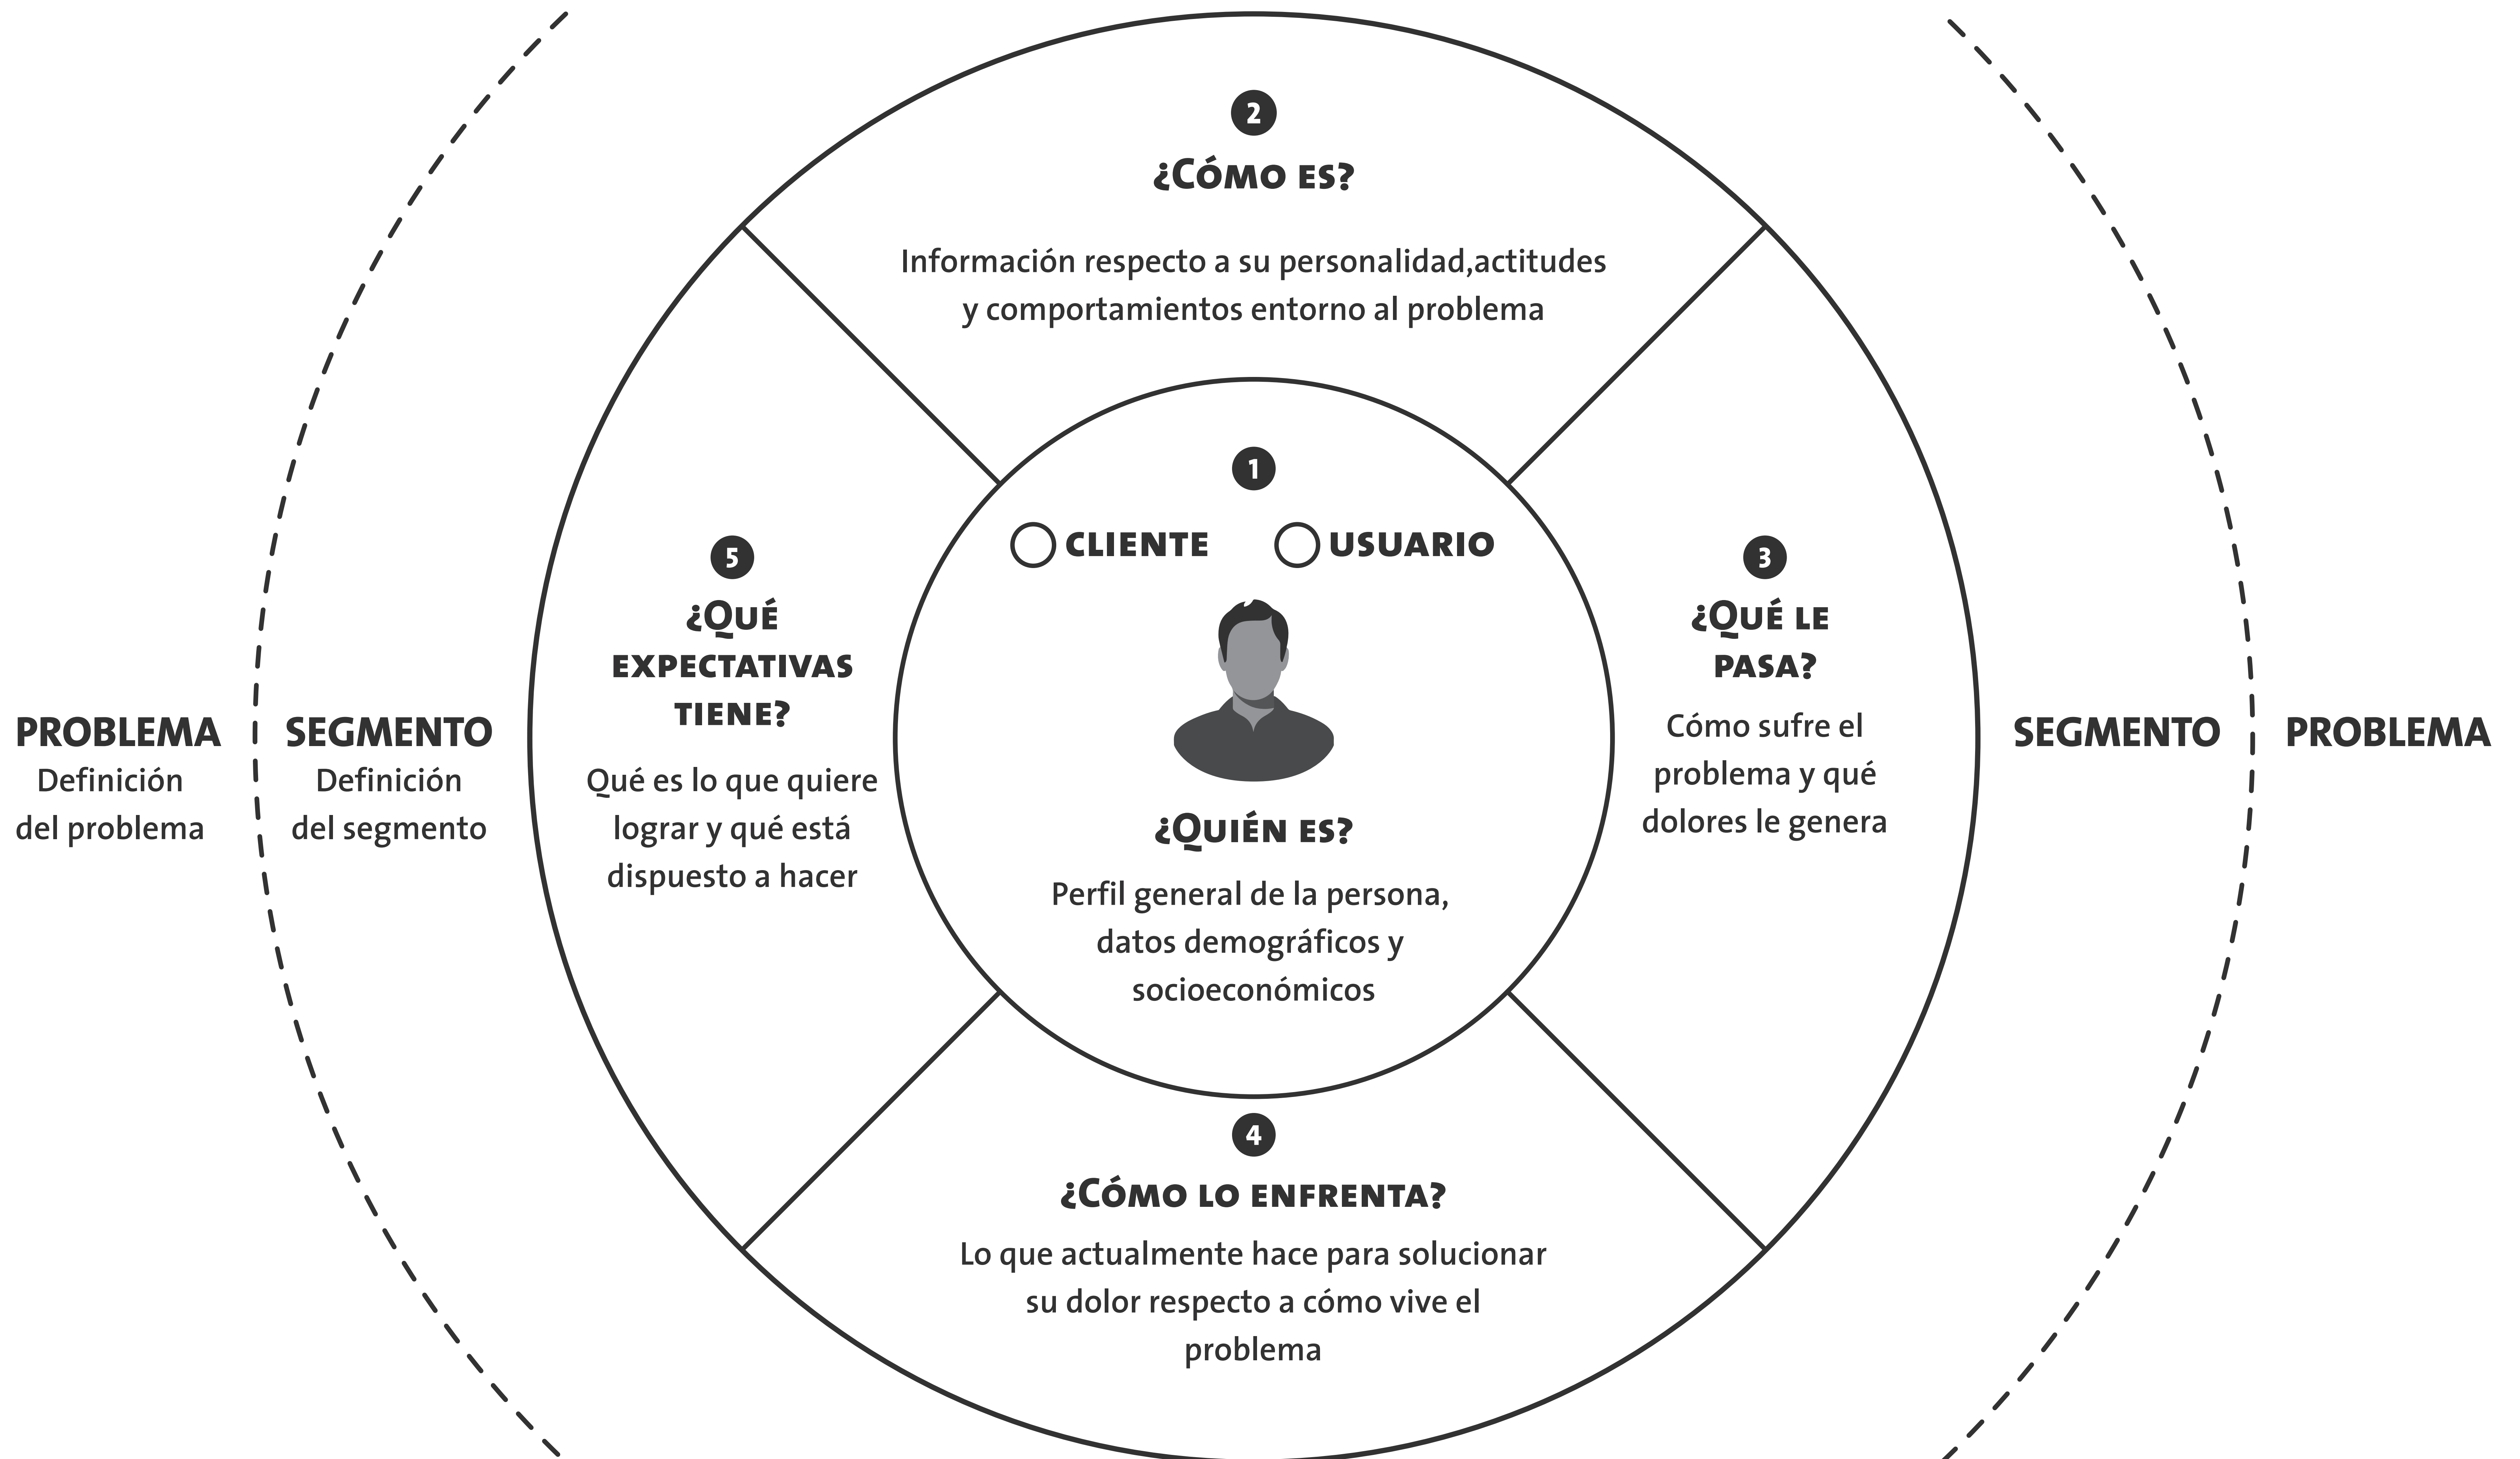 2
¿Cómo es?
Información respecto a su personalidad,actitudes
y comportamientos entorno al problema
1
CLIENTE
USUARIO
¿Quién es?
Perfil general de la persona,
datos demográficos y
socioeconómicos
3
¿Qué le
pasa?
Cómo sufre el
problema y qué
dolores le genera
4
¿Cómo lo enfrenta?
Lo que actualmente hace para solucionar
su dolor respecto a cómo vive el
problema
5
¿Qué
expectativas
tiene?
Qué es lo que quiere
lograr y qué está
dispuesto a hacer
PROBLEMA
Definición
del problema
SEGMENTO
Definición
del segmento
SEGMENTO
PROBLEMA